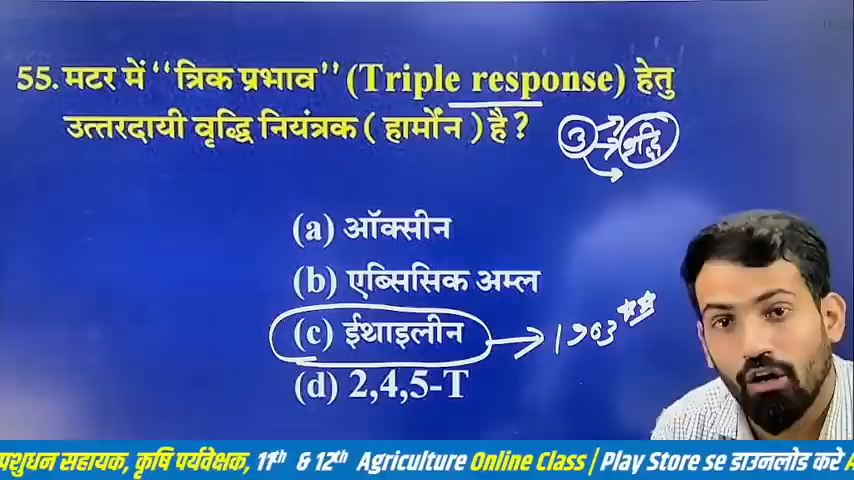 55. मटर में ‘‘त्रिक प्रभाव’’ (Triple response) हेतु
उत्तरदायी वृद्धि नियंत्रक ( हार्मोन ) है ?
3 वृद्धि
(a) ऑक्सीन
(b) एब्सिसिक अम्ल
(c) ईथाइलीन
(d) 2,4,5-T
पशुधन सहायक, कृषि पर्यवेक्षक, 11th & 12th Agriculture Online Class | Play Store se डाउनलोड करे A